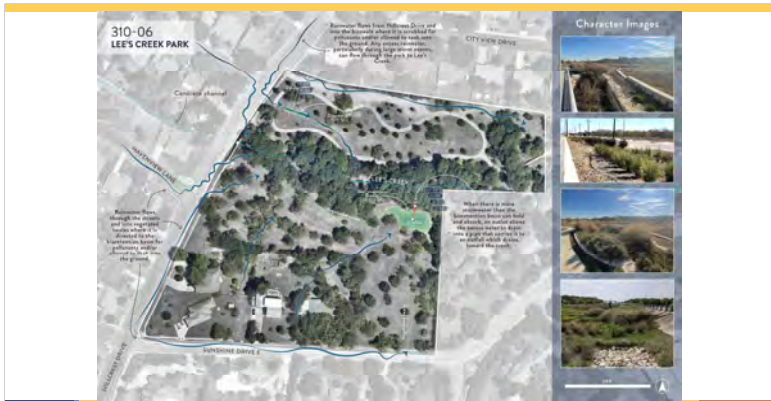 310-06
LEE'S CREEK PARK
Rainwater flows from Hillcrest Drive and
into the bioswale where it is scrubbed for
pollutants and/or allowed to soak into
the ground. Any excess rainwater,
particularly during large storm events,
can flow through the park to Lee's
Creek.
CITY VIEW DRIVE
Character Images
Concrete channel
HAVENVIEW LANE
LEE'S CREEK
Rainwater flows
through the streets
and into vegetated
swales where it is
directed to the
bioretention basin for
pollutants and/or
allowed to soak into
the ground.
When there is more
stormwater than the
bioretention basin can hold
and absorb, an outlet allows
the excess water to drain
into a pipe that carries it to
an outfall which drains
toward the creek.
HILLCREST DRIVE
SUNSHINE DRIVE E